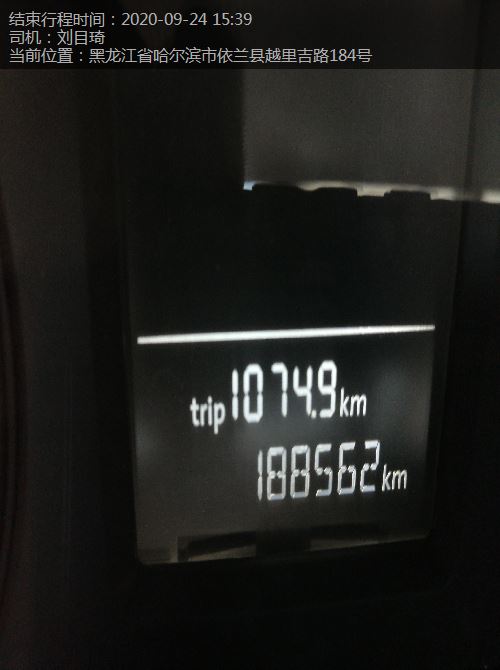 结束行程时间：2020-09-24 15:39
司机：刘目琦
当前位置：黑龙江省哈尔滨市依兰县越里吉路184号
trip 1074.9 km
188562 km